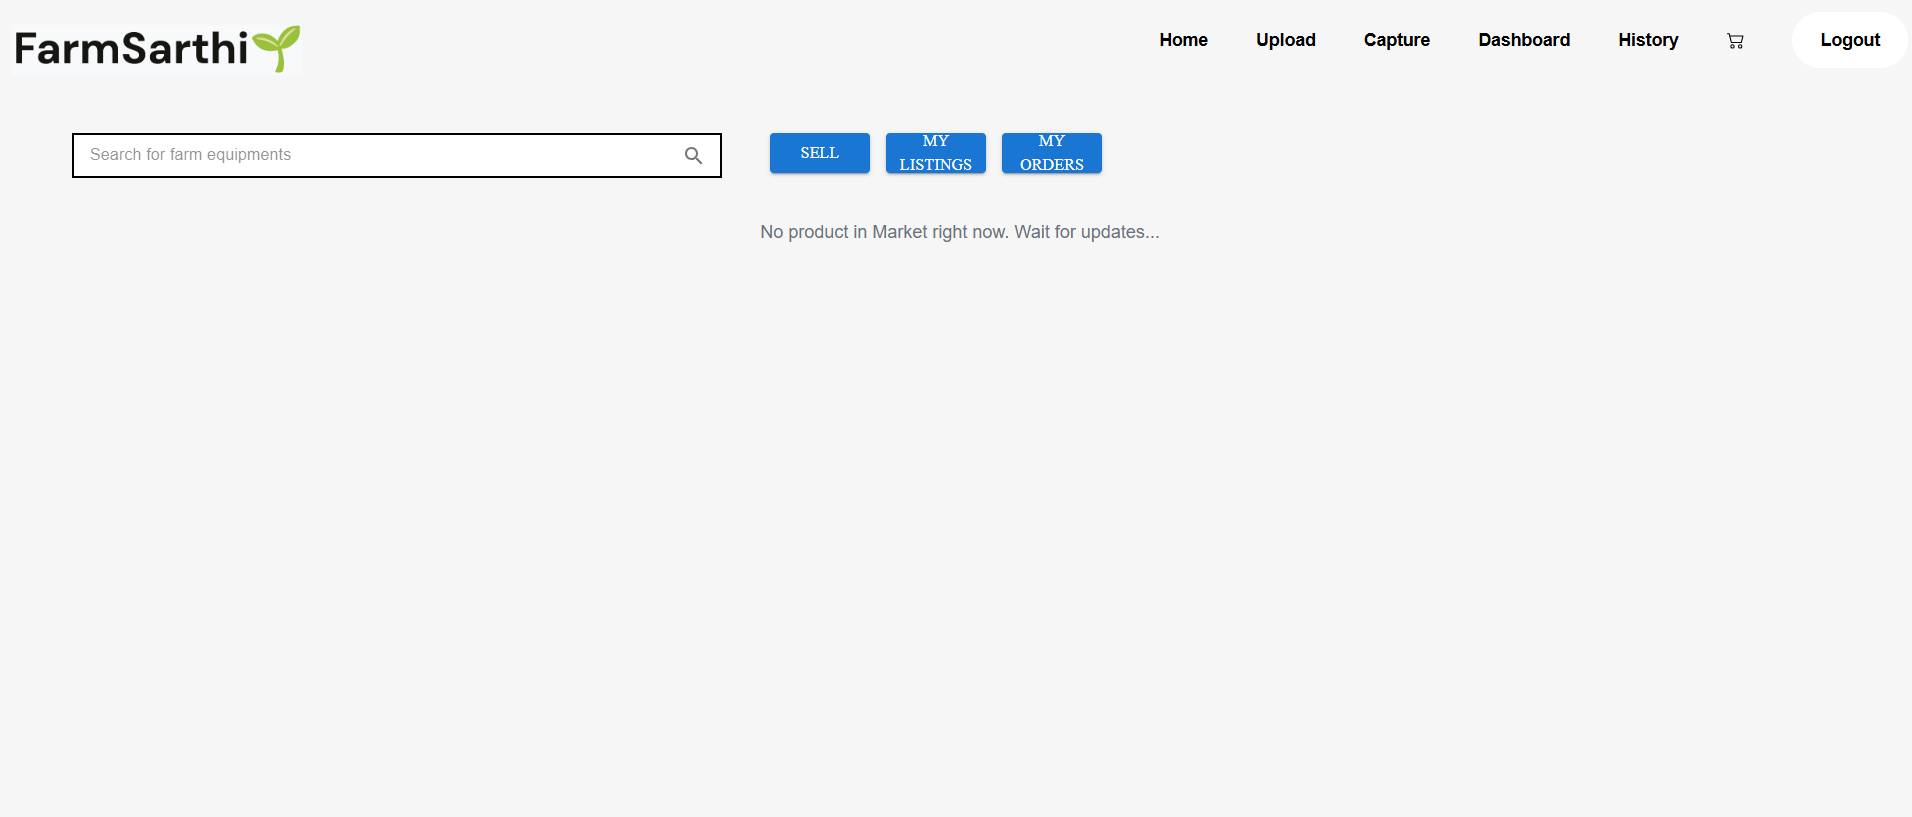 FarmSarthi
Home Upload Capture Dashboard History Logout
Search for farm equipments
SELL
MY
LISTINGS
MY
ORDERS
No product in Market right now. Wait for updates...